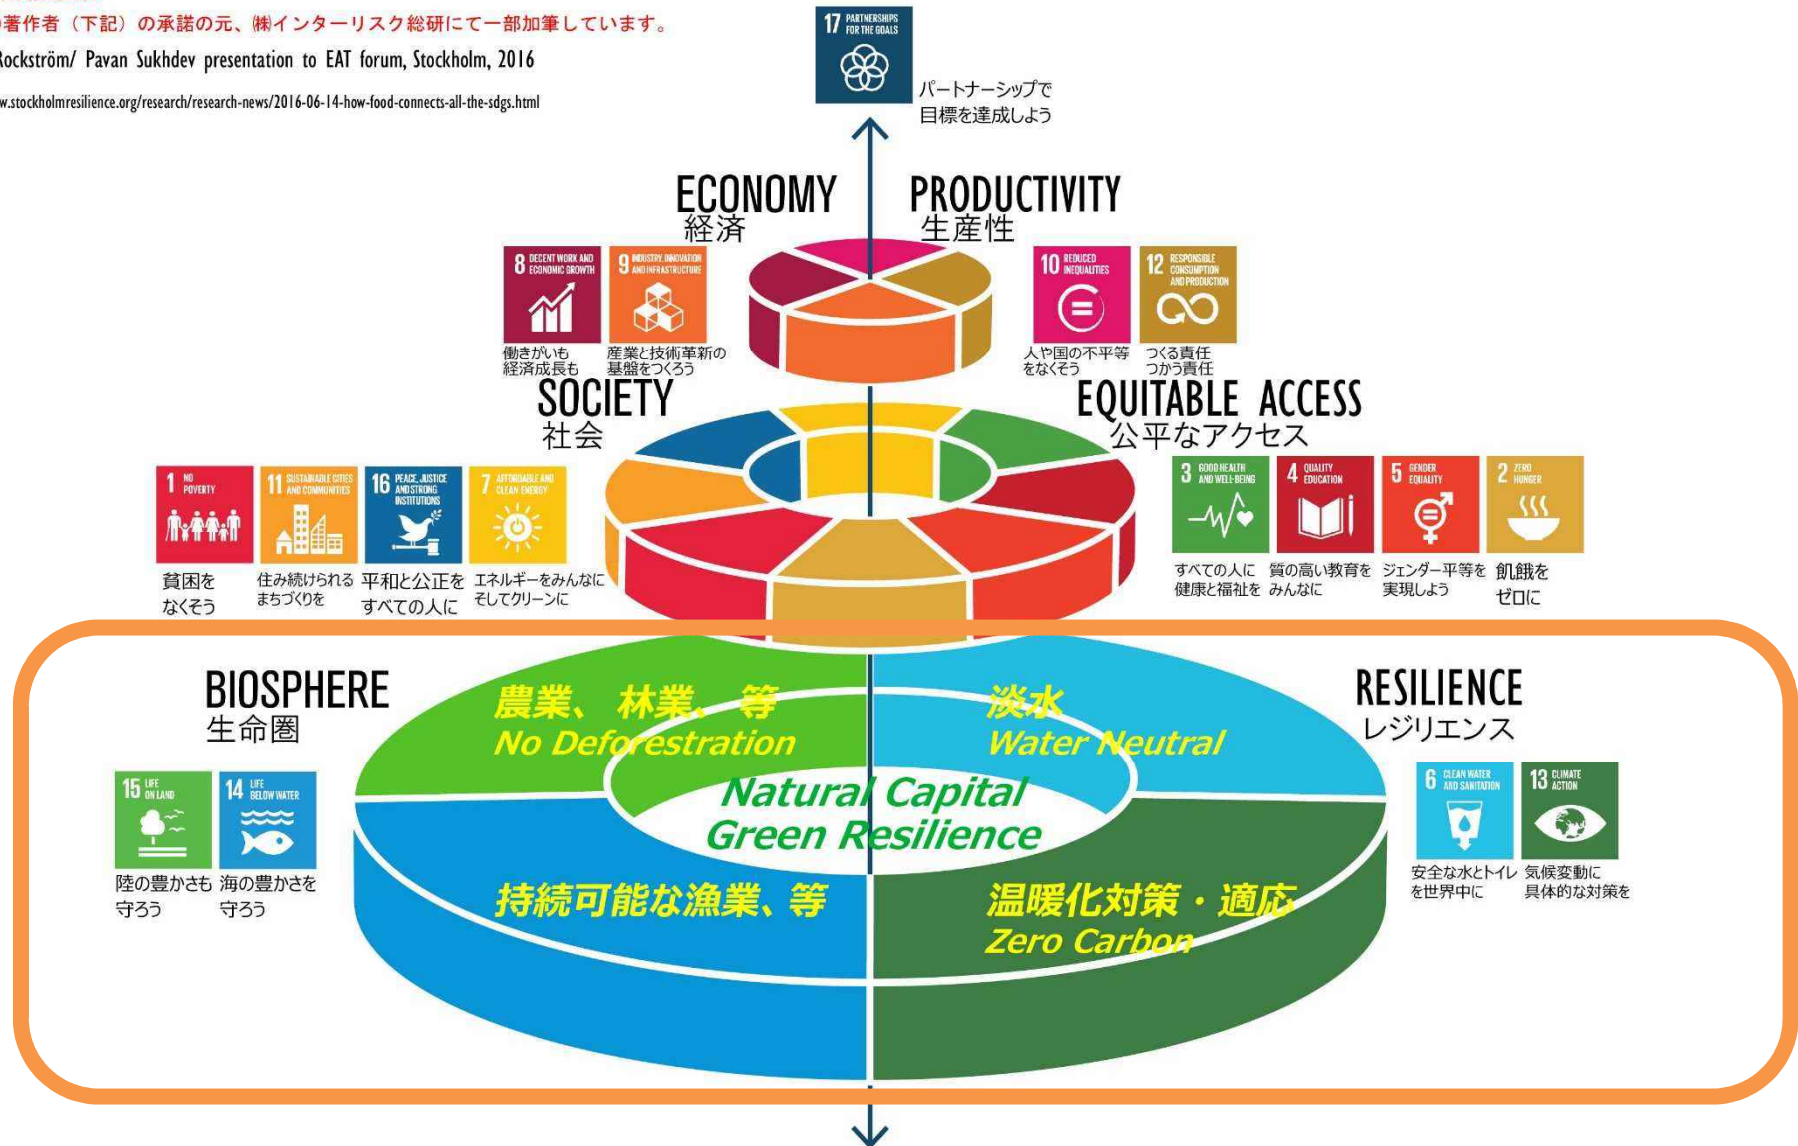 著作者（下記）の承諾の元、㈱インターリスク総研にて一部加筆しています。
Rockström/ Pavan Sukhdev presentation to EAT forum, Stockholm, 2016
w.stockholmresilience.org/research/research-news/2016-06-14-how-food-connects-all-the-sdgs.html
17 PARTNERSHIPS
FOR THE GOALS
パートナーシップで
目標を達成しよう
ECONOMY
経済
PRODUCTIVITY
生産性
8 DECENT WORK AND
ECONOMIC GROWTH
働きがいも
経済成長も
9 INDUSTRY, INNOVATION
AND INFRASTRUCTURE
産業と技術革新の
基盤をつくろう
10 REDUCED
INEQUALITIES
人や国の不平等
をなくそう
12 RESPONSIBLE
CONSUMPTION
AND PRODUCTION
つくる責任
つかう責任
SOCIETY
社会
EQUITABLE ACCESS
公平なアクセス
1 NO
POVERTY
貧困を
なくそう
11 SUSTAINABLE CITIES
AND COMMUNITIES
住み続けられる
まちづくりを
16 PEACE, JUSTICE
AND STRONG
INSTITUTIONS
平和と公正を
すべての人に
7 AFFORDABLE AND
CLEAN ENERGY
エネルギーをみんなに
そしてクリーンに
3 GOOD HEALTH
AND WELL-BEING
すべての人に
健康と福祉を
4 QUALITY
EDUCATION
質の高い教育を
みんなに
5 GENDER
EQUALITY
ジェンダー平等を
実現しよう
2 ZERO
HUNGER
飢餓を
ゼロに
BIOSPHERE
生命圏
RESILIENCE
レジリエンス
農業、林業、等
No Deforestration
淡水
Water Neutral
Natural Capital
Green Resilience
持続可能な漁業、等
温暖化対策・適応
Zero Carbon
15 LIFE
ON LAND
陸の豊かさも
守ろう
14 LIFE
BELOW WATER
海の豊かさを
守ろう
6 CLEAN WATER
AND SANITATION
安全な水とトイレ
を世界中に
13 CLIMATE
ACTION
気候変動に
具体的な対策を